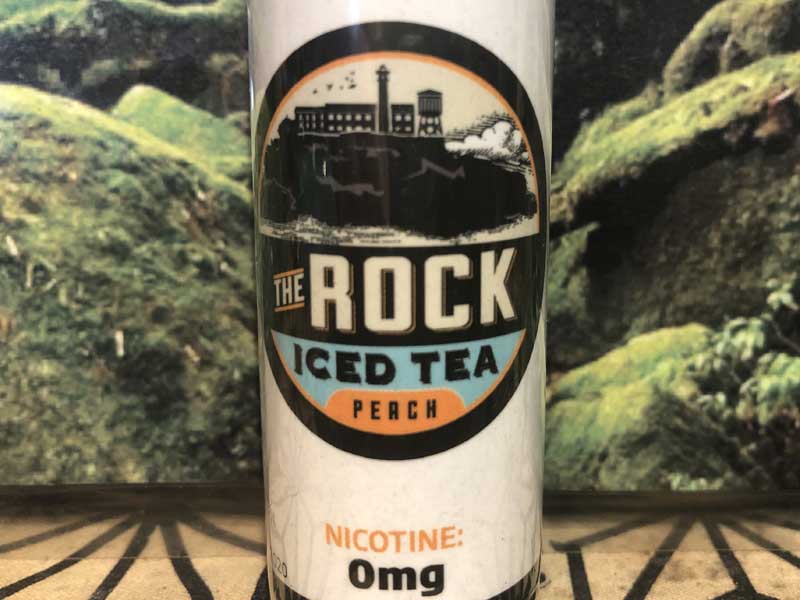 THE ROCK
ICED TEA
PEACH
NICOTINE:
0mg